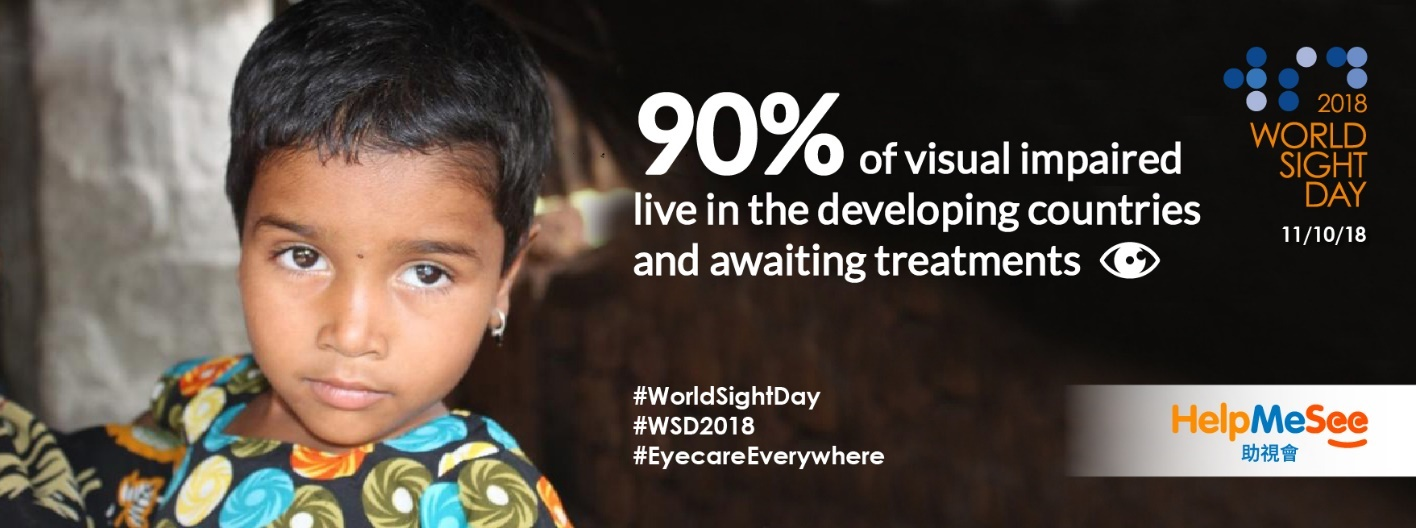 90% of visual impaired
live in the developing countries
and awaiting treatments
2018
WORLD
SIGHT
DAY
11/10/18
#WorldSightDay
#WSD2018
#EyecareEverywhere
HelpMeSee
助視會